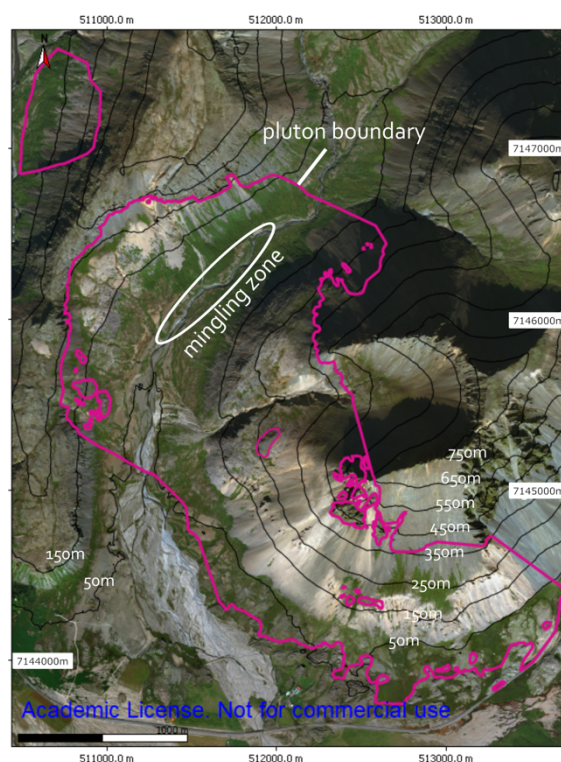 511000.0 m
512000.0 m
513000.0 m
N
pluton boundary
7147000m
mingling zone
7146000m
750m
650m
7145000m
550m
450m
350m
150m
250m
50m
150m
50m
7144000m
Academic License. Not for commercial use
1000 m
511000.0 m
512000.0 m
513000.0 m